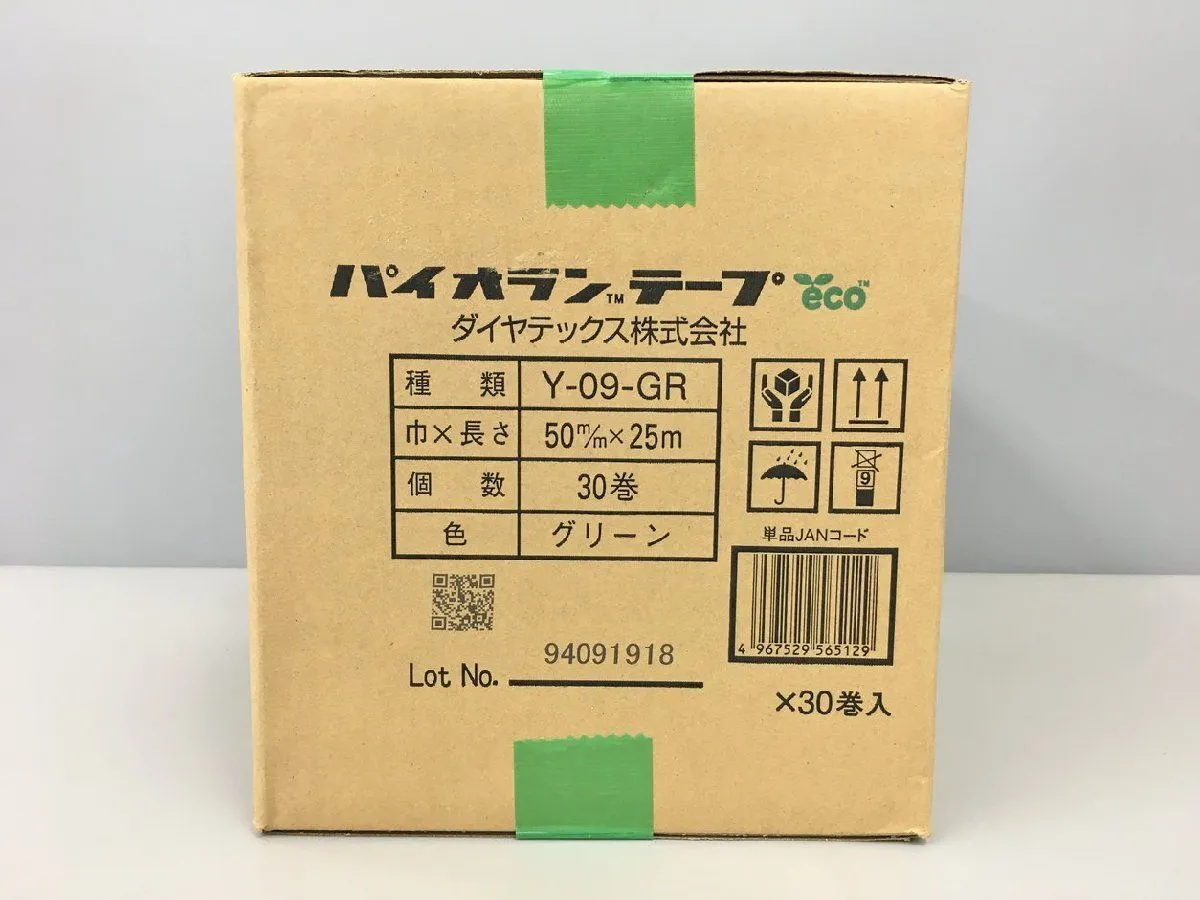 パイオラン™テープ eco™
ダイヤテックス株式会社
種 類 Y-09-GR
巾×長さ 50m/m×25m
個 数 30巻
色 グリーン
9
単品JANコード
4 967529 565129
Lot No. 94091918
×30巻入